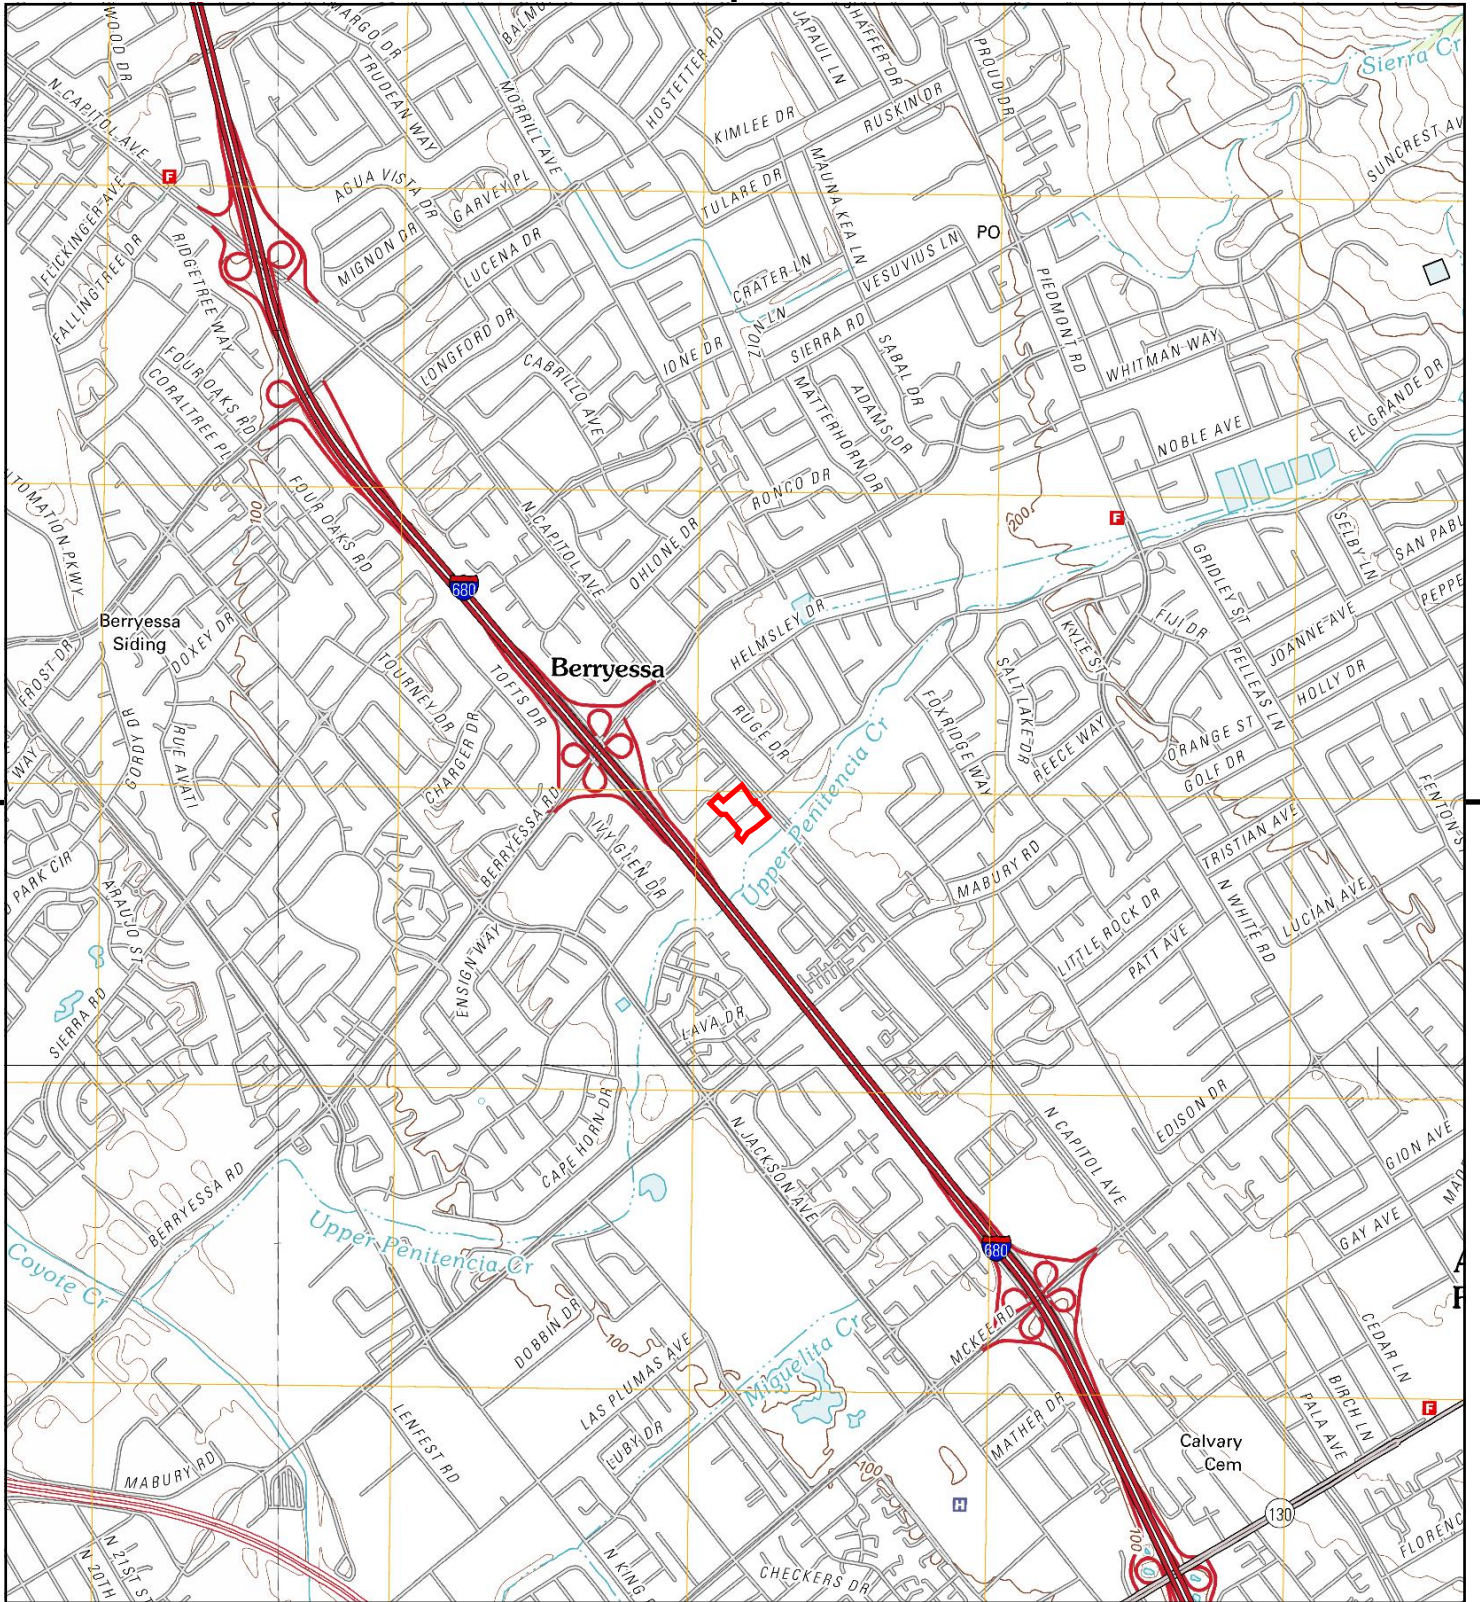 WOOD DR
MARGO DR
TRUDEAN WAY
HOSTETTER RD
JAPAUL LN
SHAFFER DR
PROUD DR
Sierra Cr
N CAPITOL AVE
MORRILL AVE
KIMLEE DR
RUSKIN DR
SUNCREST AV
F
FLICKINGER AVE
AGUA VISTA DR
GARVEY PL
TULARE DR
MAUNA KEA LN
PO
FALLINGTREE DR
RIDGETREE WAY
MIGNON DR
LUCENA DR
CRATER LN
VESUVIUS LN
PIEDMONT RD
ZION LN
SIERRA RD
LONGFORD DR
IONE DR
SABAL DR
WHITMAN WAY
FOUR OAKS RD
CORALTREE PL
CABRILLO AVE
MATTERHORN DR
ADAMS DR
EL GRANDE DR
NOBLE AVE
100
FOUR OAKS RD
N CAPITOL AVE
RONCO DR
200
F
SELBY LN
SAN PABL
UTOMATION PKWY
OHLONE DR
GRIDLEY ST
PEPPE
680
Berryessa
Siding
DOXEY DR
HELMSLEY DR
KYLE ST
FIJI DR
JOANNE AVE
FROST DR
TOURNEY DR
TOFTS DR
Berryessa
SALT LAKE DR
PELLEAS LN
HOLLY DR
WAY
GORDY DR
RUE AVATI
CHARGER DR
RUGE DR
FOXRIDGE WAY
REECE WAY
ORANGE ST
GOLF DR
FENTON ST
Upper Penitencia Cr
BERRYESSA RD
IVYGLEN DR
MABURY RD
TRISTIAN AVE
PARK CIR
ARAUJO ST
N WHITE RD
LUCIAN AVE
LITTLE ROCK DR
PATT AVE
ENSIGN WAY
SIERRA RD
LAVA DR
CAPE HORN DR
N JACKSON AVE
N CAPITOL AVE
EDISON DR
GION AVE
BERRYESSA RD
Upper Penitencia Cr
GAY AVE
Coyote Cr
680
DOBBIN DR
100
LAS PLUMAS AVE
Miguelita Cr
MCKEE RD
CEDAR LN
BIRCH LN
PALA AVE
F
LENFEST RD
LUBY DR
MATHER DR
Calvary
Cem
MABURY RD
100
H
130
100
FLORENC
N 21ST ST
N 20TH
N KING
CHECKERS DR